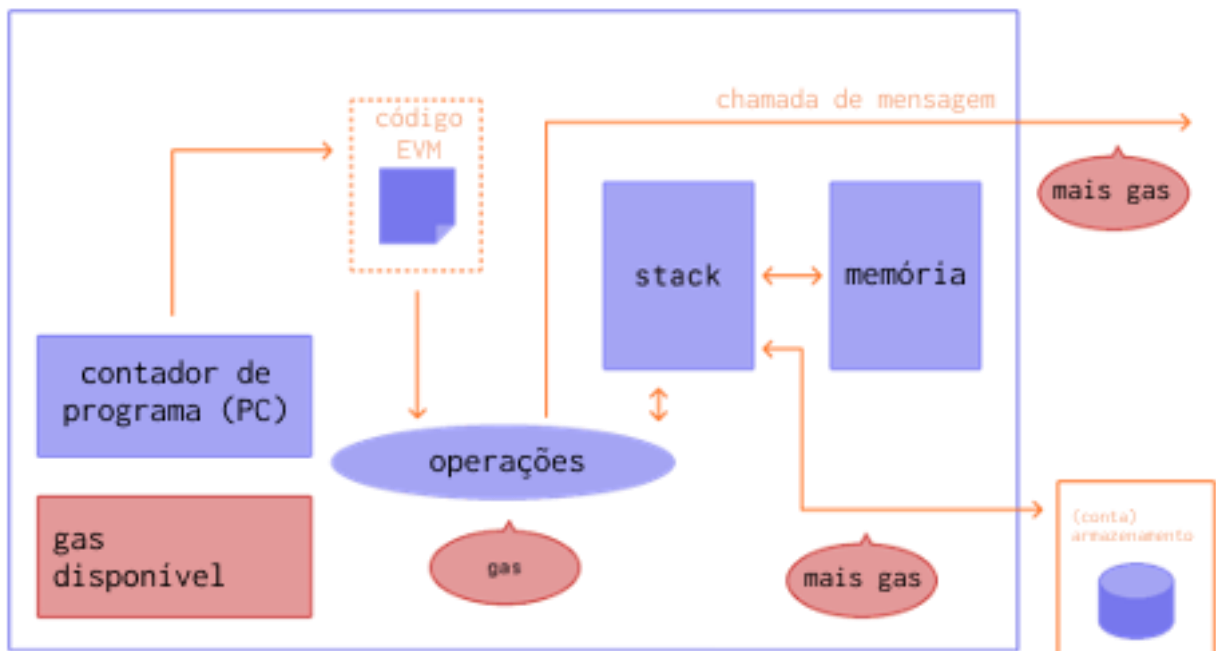 chamada de mensagem
código
EVM
mais gas
stack
memória
contador de
programa (PC)
operações
gas
disponível
gas
mais gas
(conta)
armazenamento